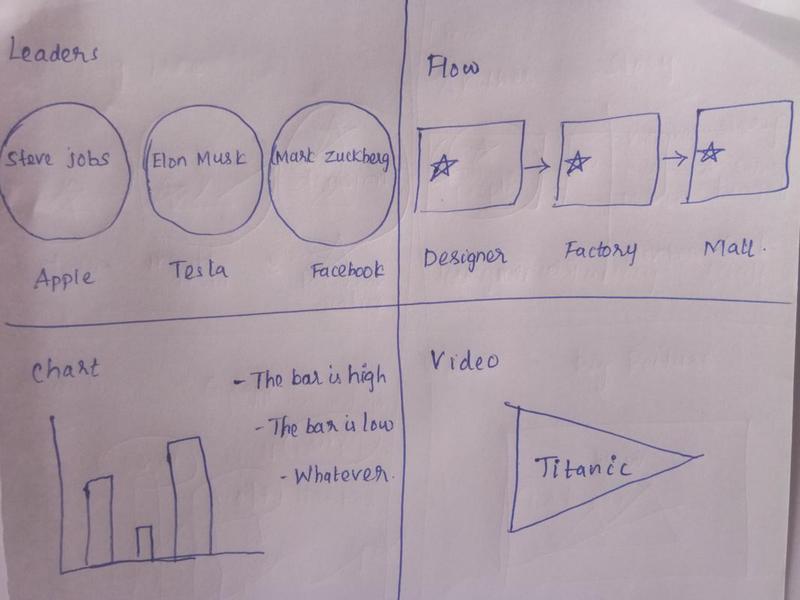 Leaders
Steve jobs
Elon Musk
Mark Zuckberg
Apple
Tesla
Facebook
Flow
Designer
Factory
Mall.
Chart
- The bar is high
- The bar is low
- Whatever.
Video
Titanic